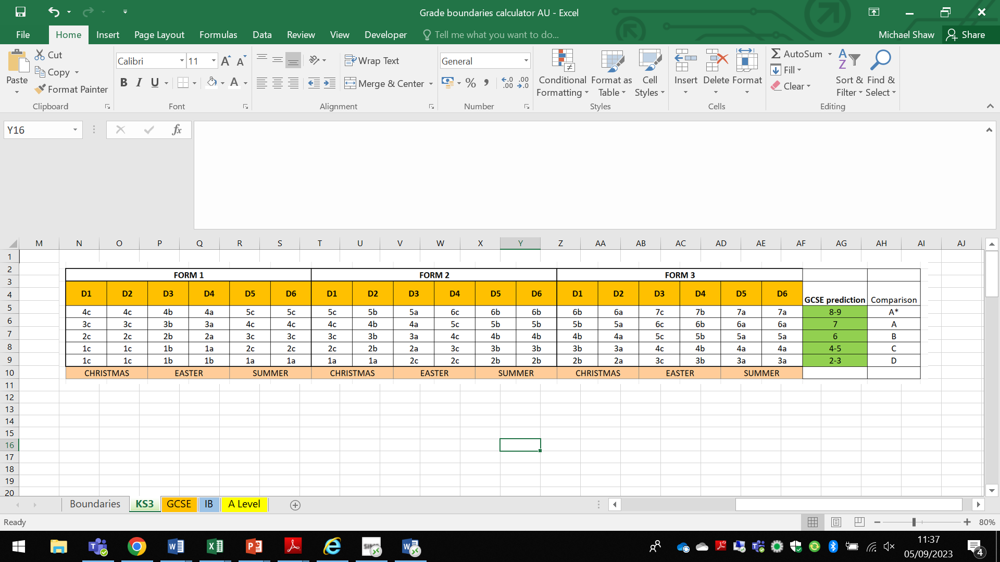 Grade boundaries calculator AU - Excel
File Home Insert Page Layout Formulas Data Review View Developer Tell me what you want to do... Michael Shaw Share
Paste
Cut
Copy
Format Painter
Clipboard
Calibri 11
B I U A
Font
Wrap Text
Merge & Center
Alignment
General
% , .0 .00 .00 .0
Number
Conditional Formatting
Format as Table
Cell Styles
Styles
Insert Delete Format
Cells
AutoSum
Fill
Clear
Sort & Filter
Find & Select
Editing
Y16 fx
M N O P Q R S T U V W X Y Z AA AB AC AD AE AF AG AH AI AJ
1
2 FORM 1 FORM 2 FORM 3
3
4 D1 D2 D3 D4 D5 D6 D1 D2 D3 D4 D5 D6 D1 D2 D3 D4 D5 D6 GCSE prediction Comparison
5 4c 4c 4b 4a 5c 5c 5c 5b 5a 6c 6b 6b 6b 6a 7c 7b 7a 7a 8-9 A*
6 3c 3c 3b 3a 4c 4c 4c 4b 4a 5c 5b 5b 5b 5a 6c 6b 6a 6a 7 A
7 2c 2c 2b 2a 3c 3c 3c 3b 3a 4c 4b 4b 4b 4a 5c 5b 5a 5a 6 B
8 1c 1c 1b 1a 2c 2c 2c 2b 2a 3c 3b 3b 3b 3a 4c 4b 4a 4a 4-5 C
9 1c 1c 1b 1b 1a 1a 1a 1a 2c 2c 2b 2b 2b 2a 3c 3b 3a 3a 2-3 D
10 CHRISTMAS EASTER SUMMER CHRISTMAS EASTER SUMMER CHRISTMAS EASTER SUMMER
11
12
13
14
15
16
17
18
19
20
Boundaries KS3 GCSE IB A Level
Ready 80%
11:37
05/09/2023
4